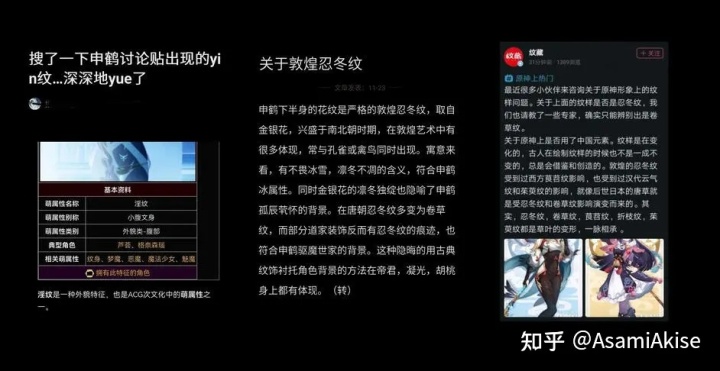 搜了一下申鹤讨论贴出现的yi
n纹...深深地yue了
基本资料
萌属性名称 淫纹
萌属性别称 小腹文身
萌属性类别 外貌类-腹部
典型角色 芦荟、格奈森瑙
相关萌属性 纹身、梦魔、恶魔、魔法少女、魅魔
拥有此特征的角色
淫纹是一种外貌特征,也是ACG次文化中的萌属性之
一。
关于敦煌忍冬纹
申鹤下半身的花纹是严格的敦煌忍冬纹,取自
金银花,兴盛于南北朝时期,在敦煌艺术中有
很多体现,常与孔雀或禽鸟同时出现。寓意来
看,有不畏冰雪,凛冬不凋的含义,符合申鹤
冰属性。同时金银花的凛冬独绽也隐喻了申鹤
孤辰茕怀的背景。在唐朝忍冬纹多变为卷草
纹,而部分道家装饰反而有忍冬的痕迹,也
符合申鹤驱魔世家的背景。这种隐晦的用古典
纹饰衬托角色背景的方法在帝君,凝光,胡桃
身上都有体现。(转)
纹藏
+ 关注
原神上热门
最近很多小伙伴来咨询关于原神形象上的纹
样问题。关于上面的纹样是否是忍冬纹,我
们也请教了一些专家,确实只能辨别出是卷
草纹。
关于原神上是否用了中国元素。纹样是在变
化的,古人在绘制纹样的时候也不是一成不
变的,总是会借鉴和创造的。敦煌的忍冬纹
受到过西方莨苕纹影响,也受到过汉代云气
纹和茱萸纹的影响,就像后世日本的唐草就
是受忍冬纹和卷草纹影响演变而来的。其
实,忍冬纹,卷草纹,莨苕纹,折枝纹,茱
萸纹都是草叶的变形,一脉相承 。
知乎 @AsamiAkise